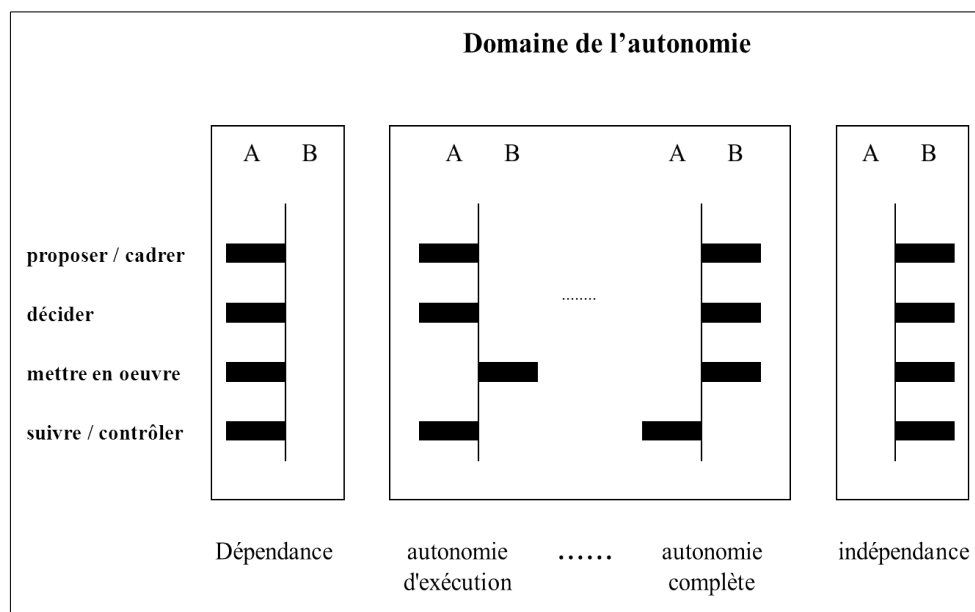 Domaine de l’autonomie
A B
A B
A B
A B
proposer / cadrer
décider
........
mettre en oeuvre
suivre / contrôler
Dépendance
autonomie
d'exécution
......
autonomie
complète
indépendance